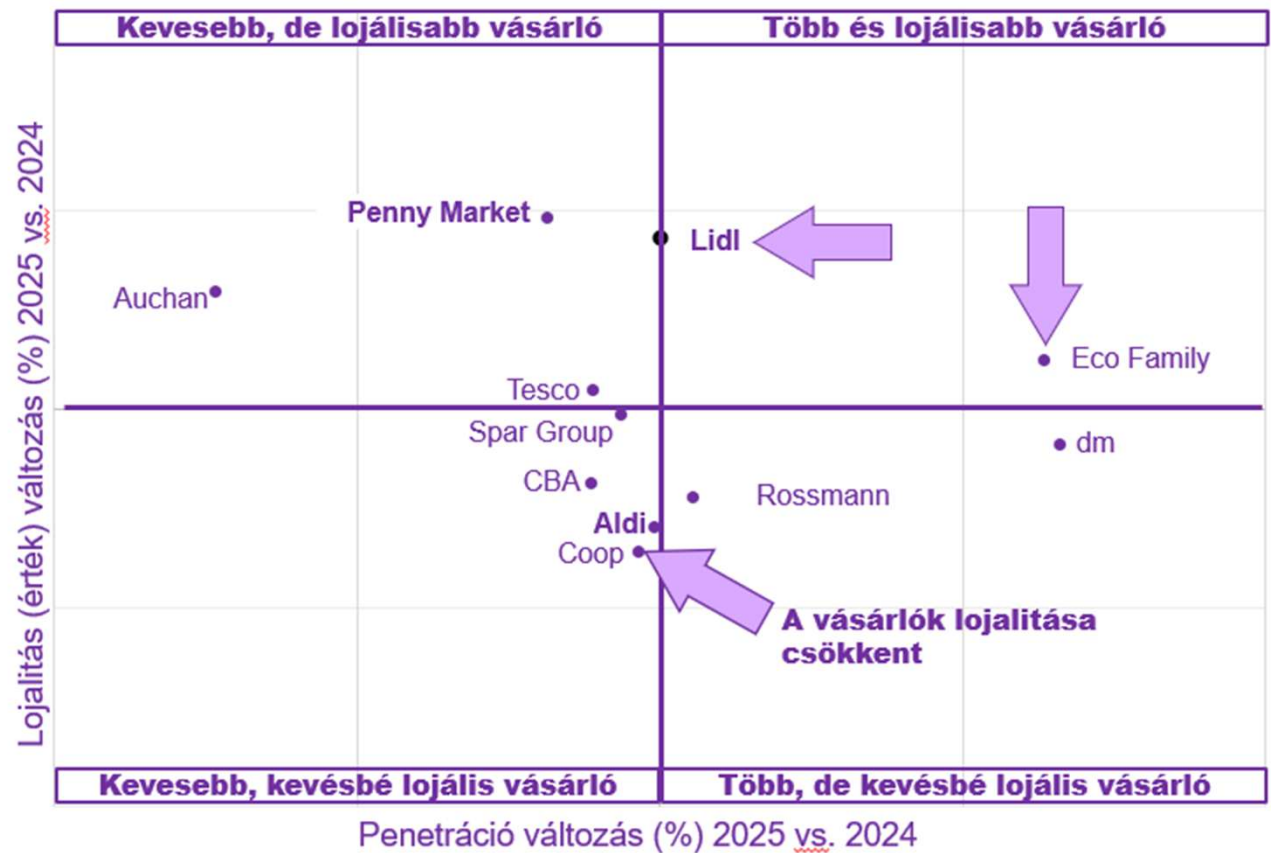 Kevesebb, de lojálisabb vásárló
Több és lojálisabb vásárló
Lojalitás (érték) változás (%) 2025 vs. 2024
Penny Market
Lidl
Auchan
Eco Family
Tesco
Spar Group
dm
CBA
Rossmann
Aldi
Coop
A vásárlók lojalitása
csökkent
Kevesebb, kevésbé lojális vásárló
Több, de kevésbé lojális vásárló
Penetráció változás (%) 2025 vs. 2024